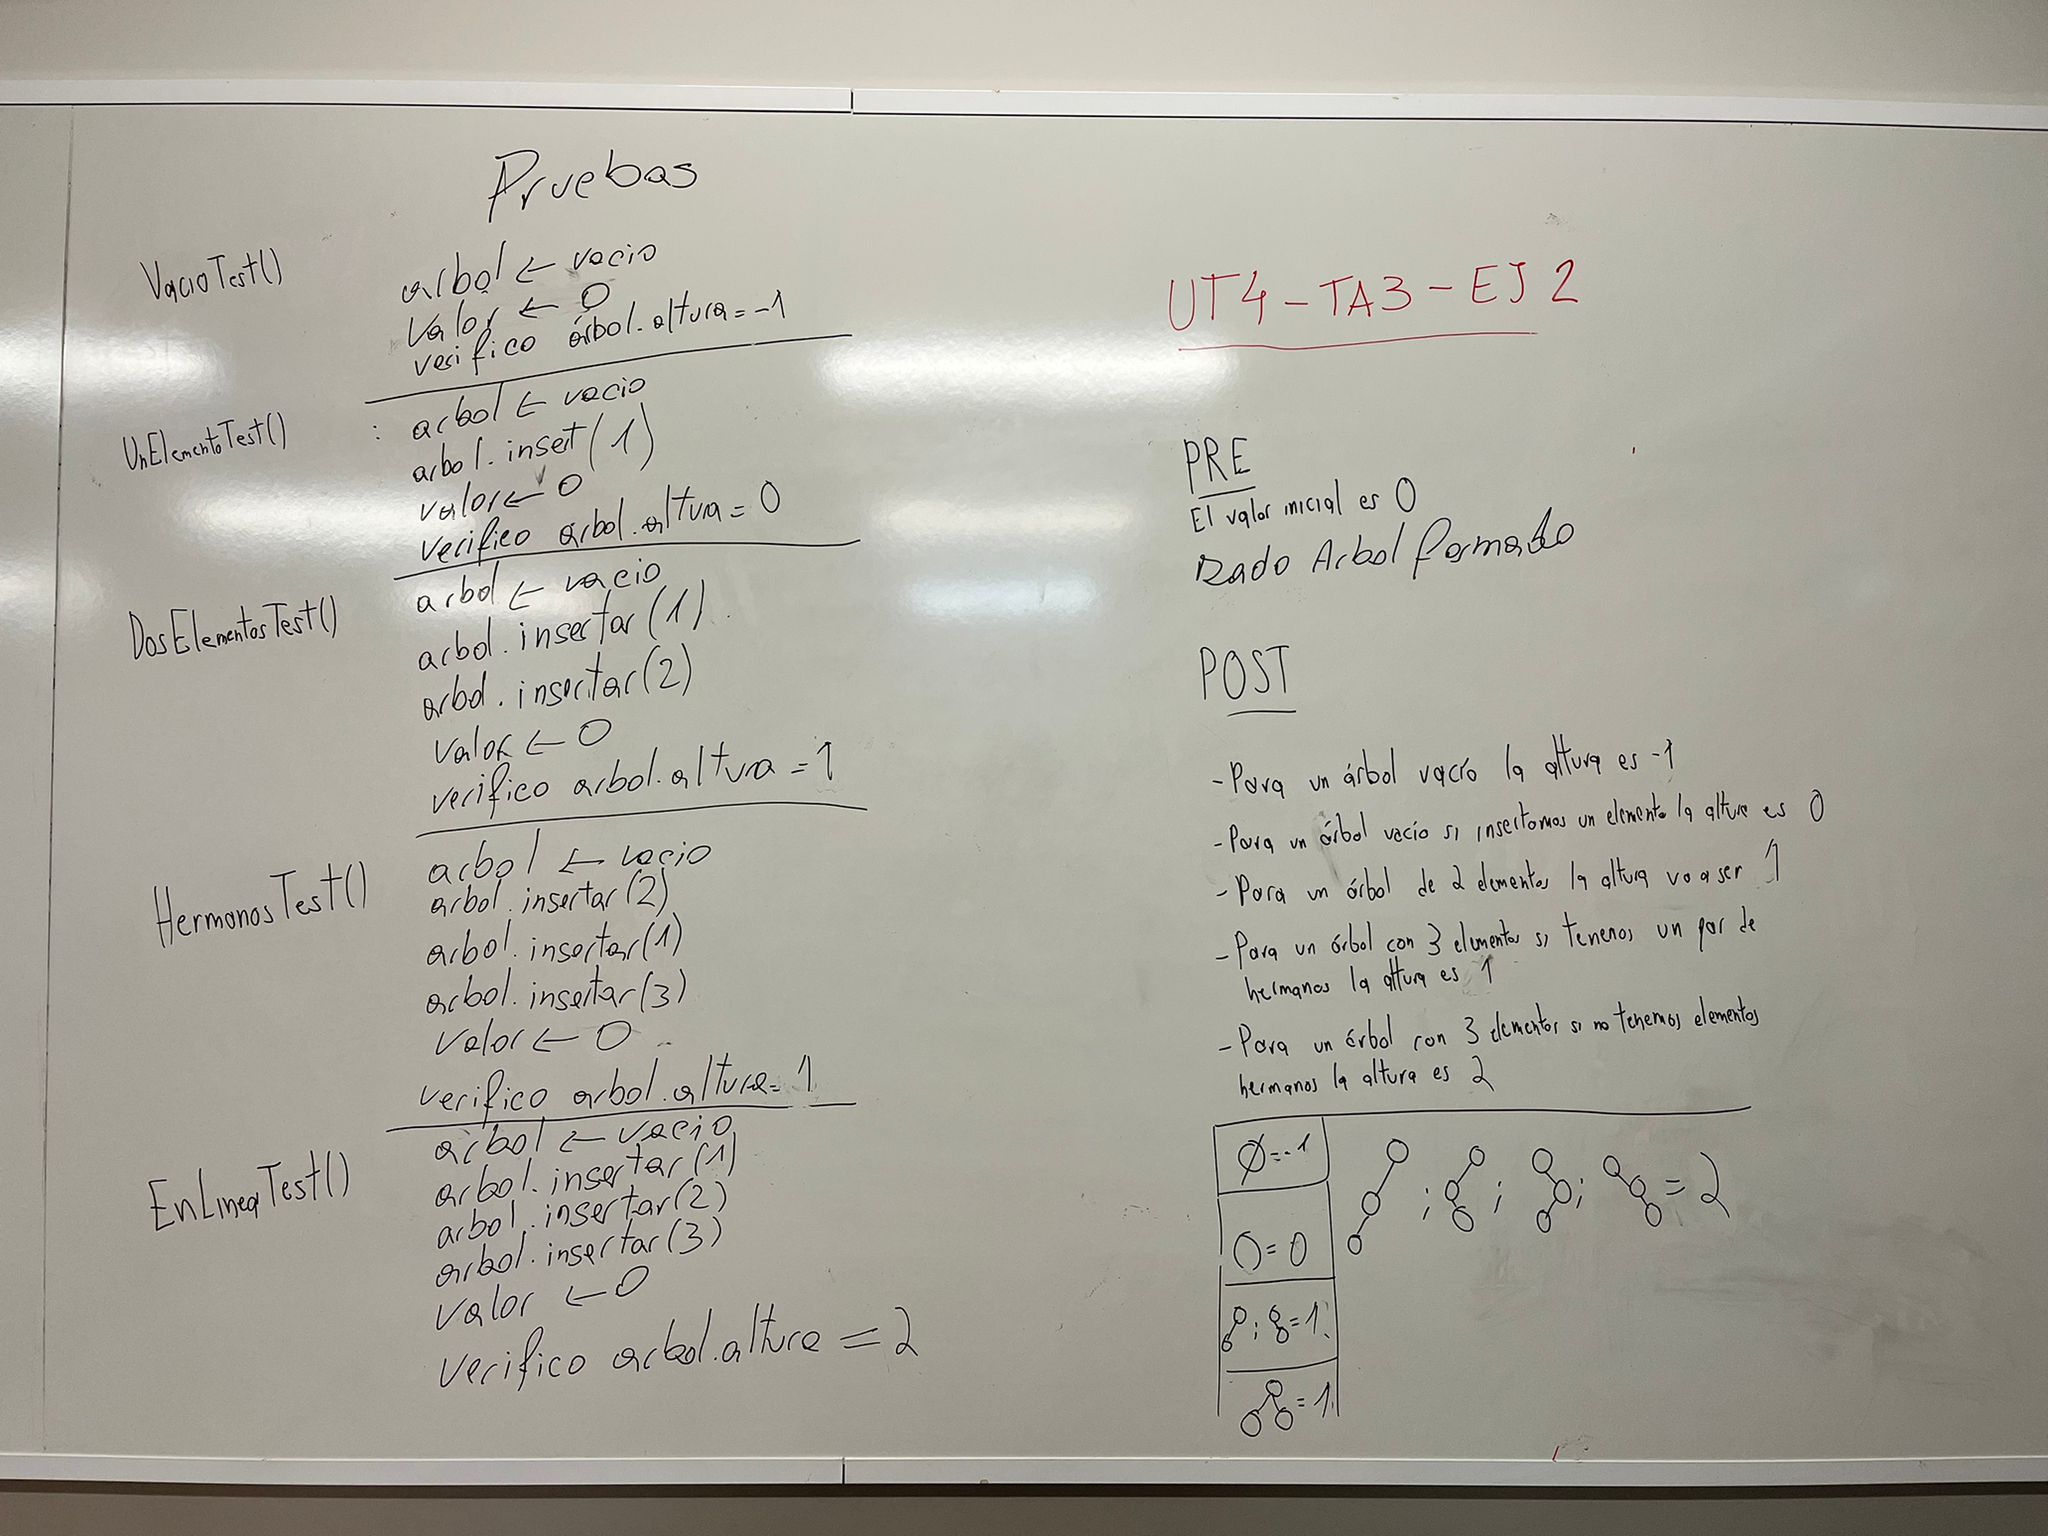 Pruebas
VacioTest()
arbol ← vacio
Valor ← 0
verifico árbol.altura = -1
UnElementoTest() :
arbol ← vacio
arbol.insert(1)
valor ← 0
verifico arbol.altura = 0
DosElementosTest()
arbol ← vacio
arbol.insertar(1)
arbol.insertar(2)
valor ← 0
verifico arbol.altura = 1
HermanosTest()
arbol ← vacio
arbol.insertar(2)
arbol.insertar(1)
arbol.insertar(3)
Valor ← 0
verifico arbol.altura = 1
EnLineaTest()
arbol ← vacio
arbol.insertar(1)
arbol.insertar(2)
arbol.insertar(3)
valor ← 0
verifico arbol.altura = 2
UT4 - TA3 - EJ 2
PRE
El valor inicial es 0
Dado Arbol formado
POST
- Para un árbol vacío la altura es -1
- Para un árbol vacío si insertamos un elemento la altura es 0
- Para un árbol de 2 elementos la altura va a ser 1
- Para un árbol con 3 elementos si tenemos un par de
hermanos la altura es 1
- Para un árbol con 3 elementos si no tenemos elementos
hermanos la altura es 2
Ø = -1
; ; ; = 2
O = 0
; = 1
= 1